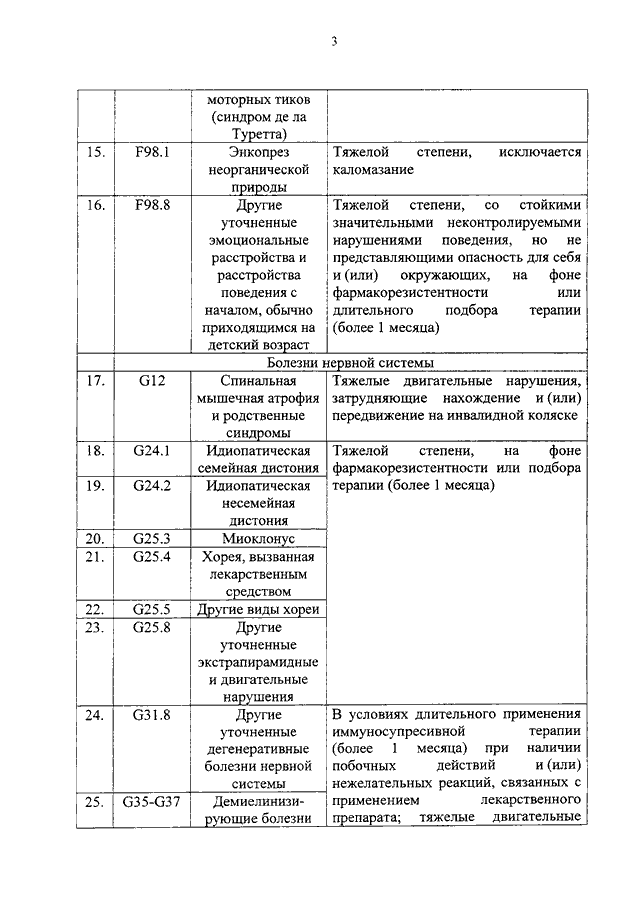 3
моторных тиков
(синдром де ла
Туретта)
15. F98.1 Энкопрез Тяжелой степени, исключается
неорганической каломазание
природы
16. F98.8 Другие Тяжелой степени, со стойкими
уточненные значительными неконтролируемыми
эмоциональные нарушениями поведения, но не
расстройства и представляющими опасность для себя
расстройства и (или) окружающих, на фоне
поведения с фармакорезистентности или
началом, обычно длительного подбора терапии
приходящимся на (более 1 месяца)
детский возраст
Болезни нервной системы
17. G12 Спинальная Тяжелые двигательные нарушения,
мышечная атрофия затрудняющие нахождение и (или)
и родственные передвижение на инвалидной коляске
синдромы
18. G24.1 Идиопатическая Тяжелой степени, на фоне
семейная дистония фармакорезистентности или подбора
19. G24.2 Идиопатическая терапии (более 1 месяца)
несемейная
дистония
20. G25.3 Миоклонус
21. G25.4 Хорея, вызванная
лекарственным
средством
22. G25.5 Другие виды хореи
23. G25.8 Другие
уточненные
экстрапирамидные
и двигательные
нарушения
24. G31.8 Другие В условиях длительного применения
уточненные иммуносупресивной терапии
дегенеративные (более 1 месяца) при наличии
болезни нервной побочных действий и (или)
системы нежелательных реакций, связанных с
25. G35-G37 Демиелинизи- применением лекарственного
рующие болезни препарата; тяжелые двигательные